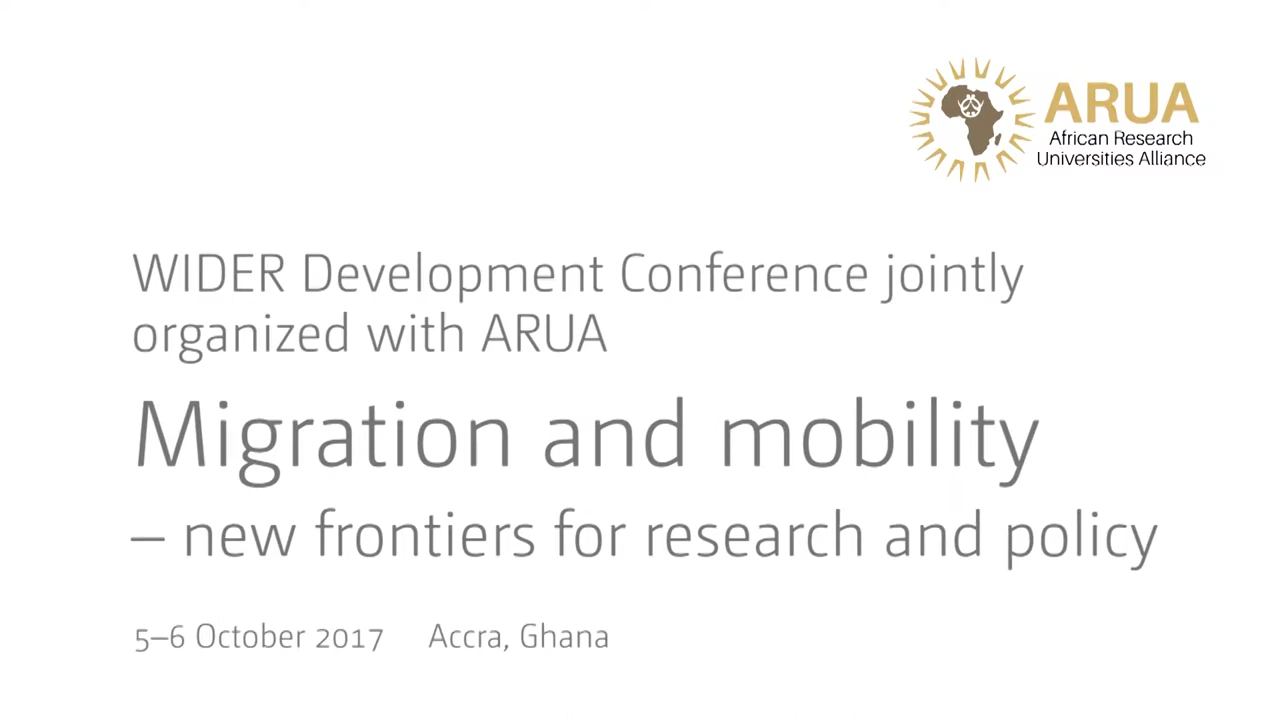 ARUA
African Research
Universities Alliance
WIDER Development Conference jointly
organized with ARUA
Migration and mobility
– new frontiers for research and policy
5–6 October 2017 Accra, Ghana